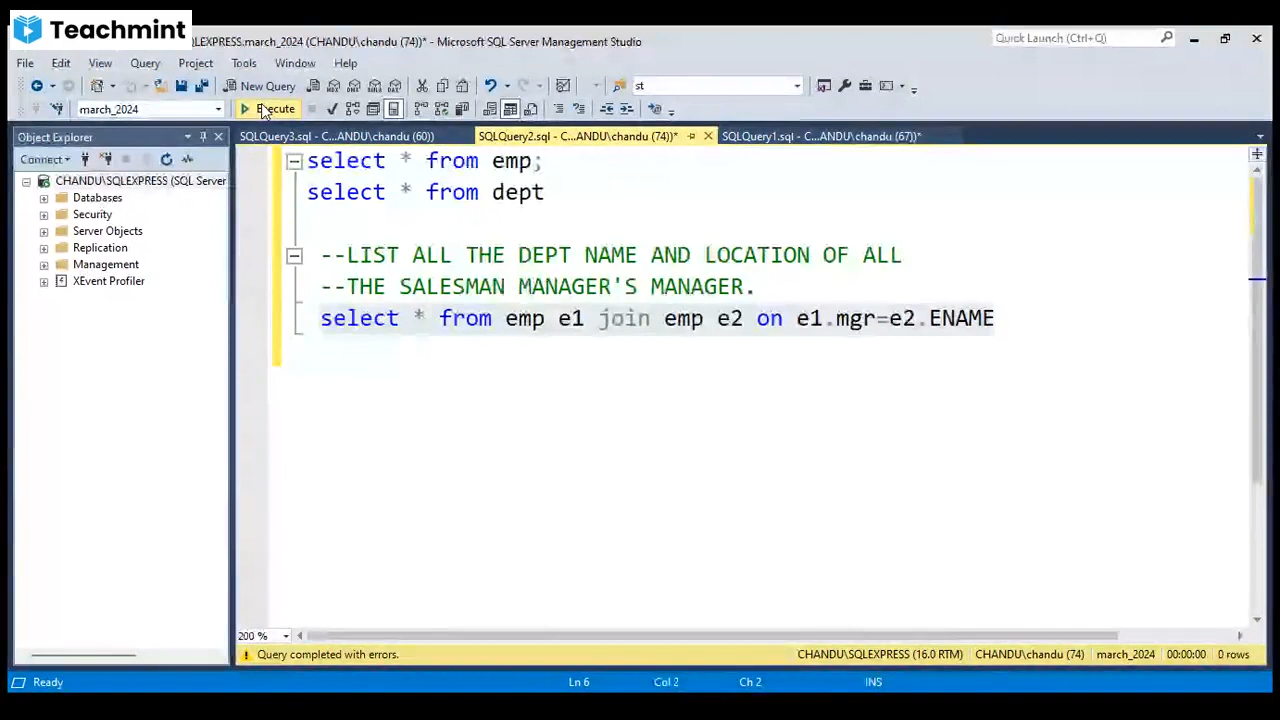 Teachmint
QLEXPRESS.march_2024 (CHANDU\chandu (74))* - Microsoft SQL Server Management Studio
Quick Launch (Ctrl+Q)
File Edit View Query Project Tools Window Help
New Query
st
march_2024
Execute
Object Explorer
SQLQuery3.sql - C...ANDU\chandu (60))
SQLQuery2.sql - C...ANDU\chandu (74))*
SQLQuery1.sql - C...ANDU\chandu (67))*
Connect
CHANDU\SQLEXPRESS (SQL Server
Databases
Security
Server Objects
Replication
Management
XEvent Profiler
select * from emp;
select * from dept
--LIST ALL THE DEPT NAME AND LOCATION OF ALL
--THE SALESMAN MANAGER'S MANAGER.
select * from emp e1 join emp e2 on e1.mgr=e2.ENAME
200 %
Query completed with errors.
CHANDU\SQLEXPRESS (16.0 RTM)
CHANDU\chandu (74)
march_2024
00:00:00
0 rows
Ready
Ln 6
Col 2
Ch 2
INS